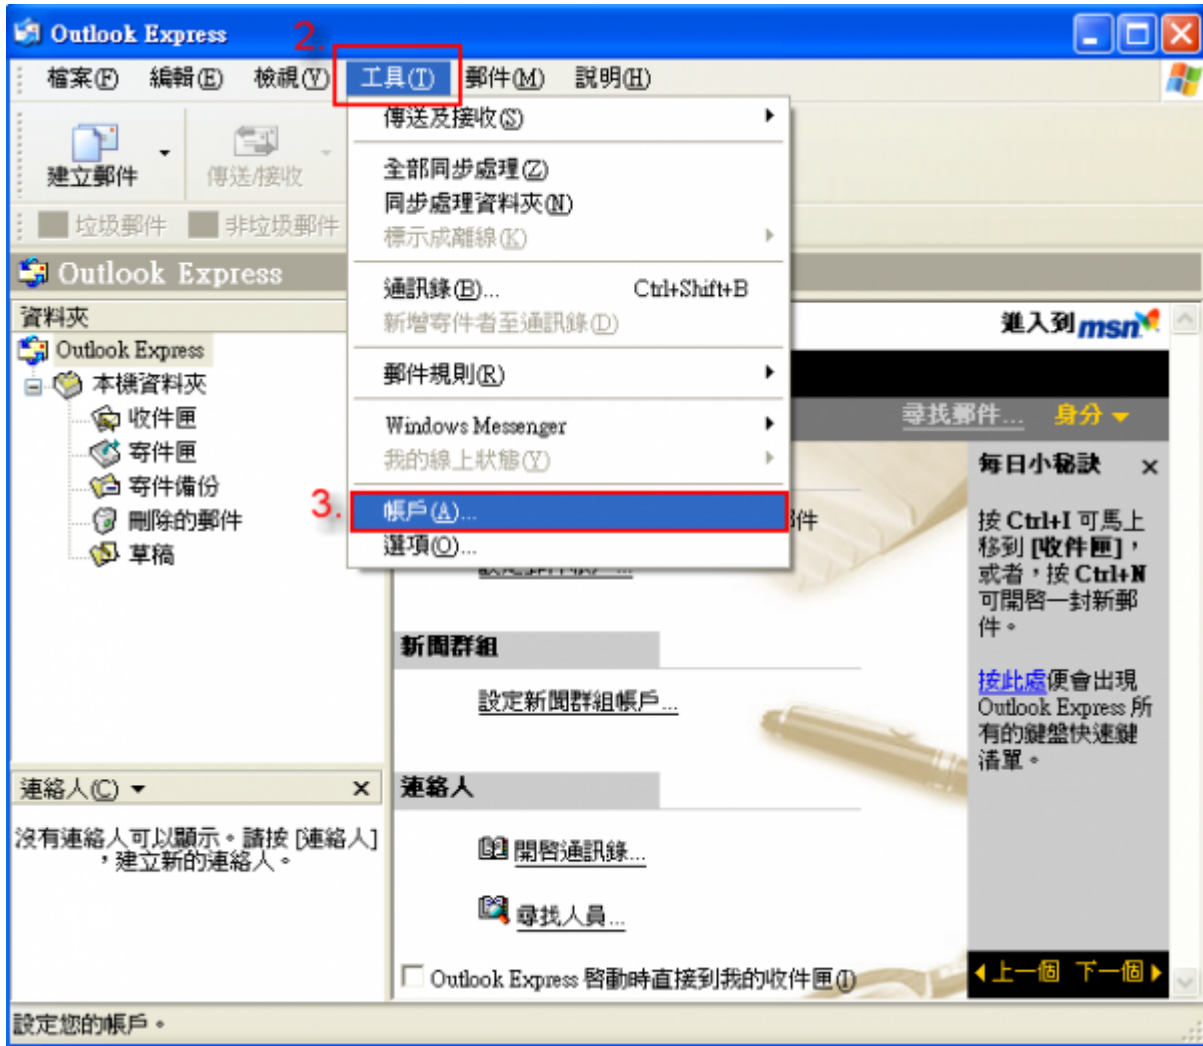 Outlook Express
2.
檔案(F) 編輯(E) 檢視(V) 工具(T) 郵件(M) 說明(H)
建立郵件 傳送/接收
垃圾郵件 非垃圾郵件
傳送及接收(S)
全部同步處理(Z)
同步處理資料夾(N)
標示成離線(K)
通訊錄(B)... Ctrl+Shift+B
新增寄件者至通訊錄(D)
郵件規則(R)
Windows Messenger
我的線上狀態(Y)
3.
帳戶(A)...
選項(O)...
Outlook Express
資料夾
Outlook Express
本機資料夾
收件匣
寄件匣
寄件備份
刪除的郵件
草稿
連絡人(C)
沒有連絡人可以顯示。請按 [連絡人]
，建立新的連絡人。
進入到 msn
尋找郵件... 身分
件
新聞群組
設定新聞群組帳戶...
連絡人
開啓通訊錄...
尋找人員...
Outlook Express 啓動時直接到我的收件匣(I)
每日小秘訣
按 Ctrl+I 可馬上
移到 [收件匣]，
或者，按 Ctrl+N
可開啓一封新郵
件。
按此處便會出現
Outlook Express 所
有的鍵盤快速鍵
清單。
上一個 下一個
設定您的帳戶。